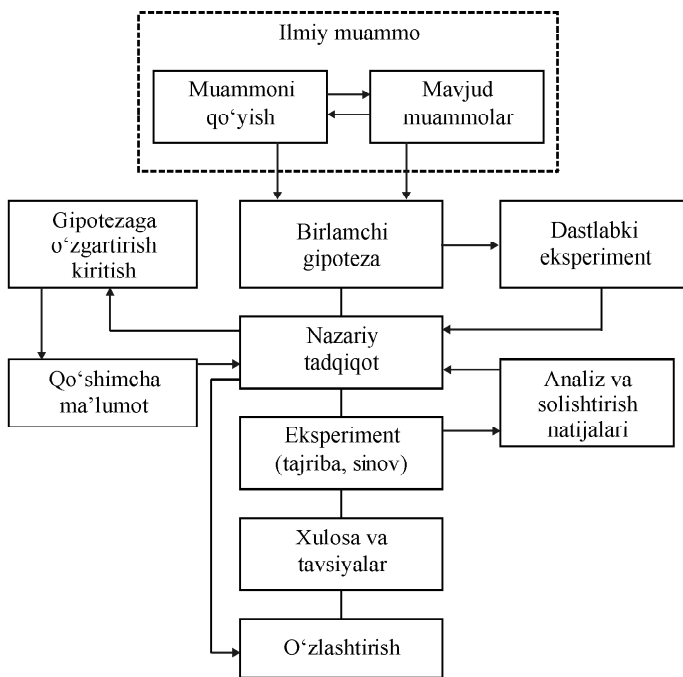 Ilmiy muammo
Muammoni
qo‘yish
Mavjud
muammolar
Gipotezaga
o‘zgartirish
kiritish
Birlamchi
gipoteza
Dastlabki
eksperiment
Nazariy
tadqiqot
Qo‘shimcha
ma’lumot
Analiz va
solishtirish
natijalari
Eksperiment
(tajriba, sinov)
Xulosa va
tavsiyalar
O‘zlashtirish